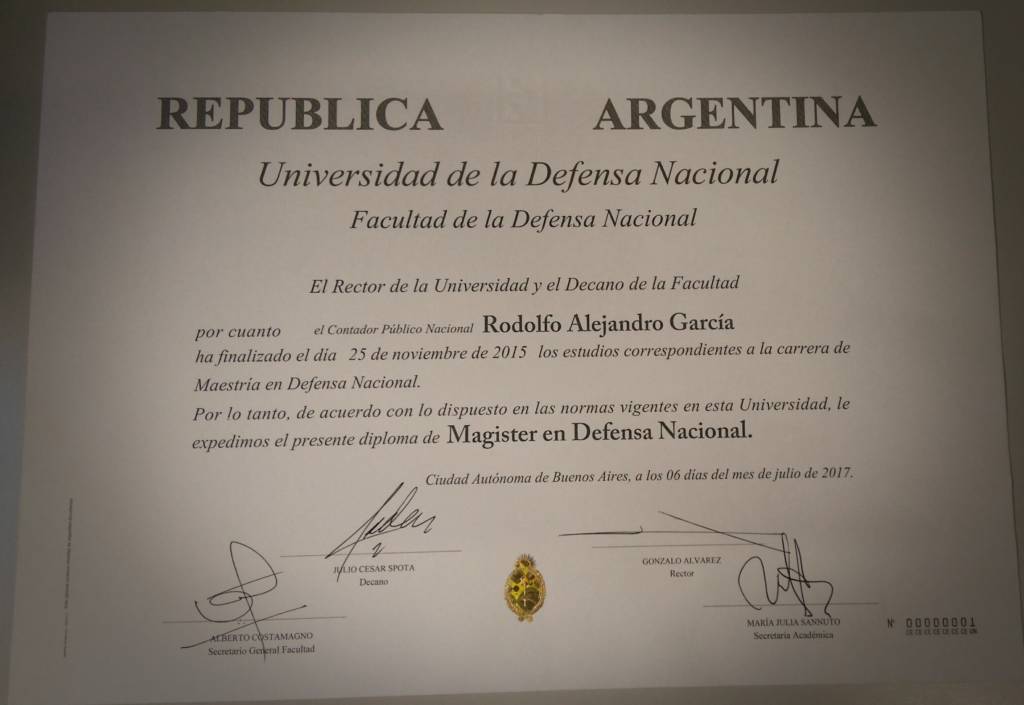 REPUBLICA ARGENTINA
Universidad de la Defensa Nacional
Facultad de la Defensa Nacional
El Rector de la Universidad y el Decano de la Facultad
por cuanto el Contador Público Nacional Rodolfo Alejandro García
ha finalizado el día 25 de noviembre de 2015 los estudios correspondientes a la carrera de
Maestría en Defensa Nacional.
Por lo tanto, de acuerdo con lo dispuesto en las normas vigentes en esta Universidad, le
expedimos el presente diploma de Magister en Defensa Nacional.
Ciudad Autónoma de Buenos Aires, a los 06 días del mes de julio de 2017.
JULIO CESAR SPOTA
Decano
GONZALO ALVAREZ
Rector
ALBERTO COSTAMAGNO
Secretario General Facultad
MARÍA JULIA SANNUTO
Secretaria Académica
Nº 00000001